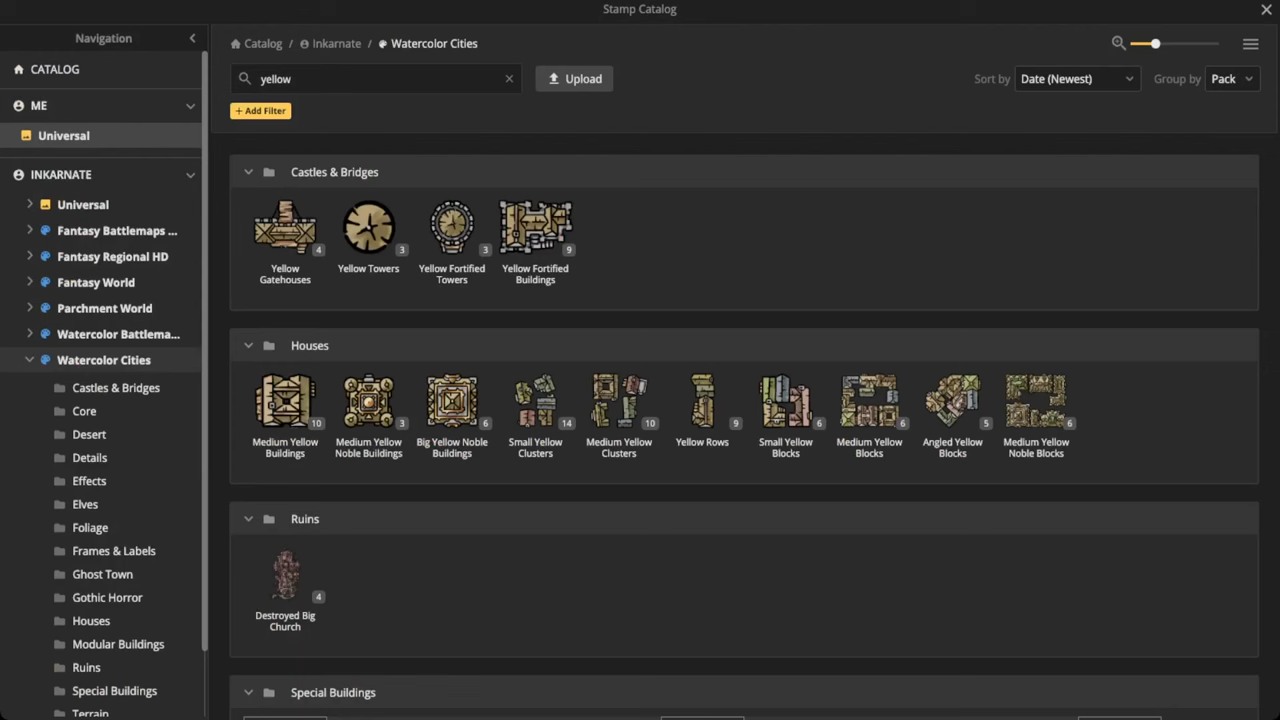 Stamp Catalog
Navigation
CATALOG
ME
Universal
INKARNATE
Universal
Fantasy Battlemaps ...
Fantasy Regional HD
Fantasy World
Parchment World
Watercolor Battlema...
Watercolor Cities
Castles & Bridges
Core
Desert
Details
Effects
Elves
Foliage
Frames & Labels
Ghost Town
Gothic Horror
Houses
Modular Buildings
Ruins
Special Buildings
Terrain
Catalog / Inkarnate / Watercolor Cities
yellow
Upload
Sort by Date (Newest) Group by Pack
+ Add Filter
Castles & Bridges
4 3 3 9
Yellow Gatehouses
Yellow Towers
Yellow Fortified Towers
Yellow Fortified Buildings
Houses
10 3 6 14 10 9 6 6 5 6
Medium Yellow Buildings
Medium Yellow Noble Buildings
Big Yellow Noble Buildings
Small Yellow Clusters
Medium Yellow Clusters
Yellow Rows
Small Yellow Blocks
Medium Yellow Blocks
Angled Yellow Blocks
Medium Yellow Noble Blocks
Ruins
4
Destroyed Big Church
Special Buildings